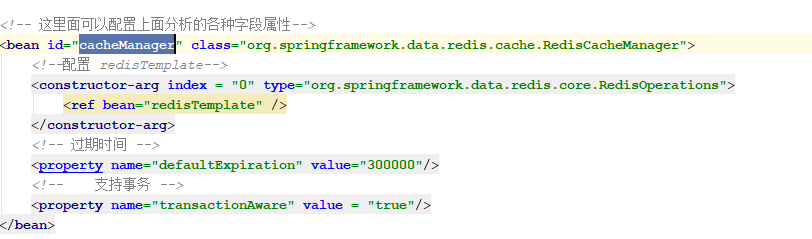 <!-- 这里面可以配置上面分析的各种字段属性-->
<bean id="cacheManager" class="org.springframework.data.redis.cache.RedisCacheManager">
<!--配置 redisTemplate-->
<constructor-arg index = "0" type="org.springframework.data.redis.core.RedisOperations">
<ref bean="redisTemplate" />
</constructor-arg>
<!-- 过期时间 -->
<property name="defaultExpiration" value="300000"/>
<!-- 支持事务 -->
<property name="transactionAware" value = "true"/>
</bean>